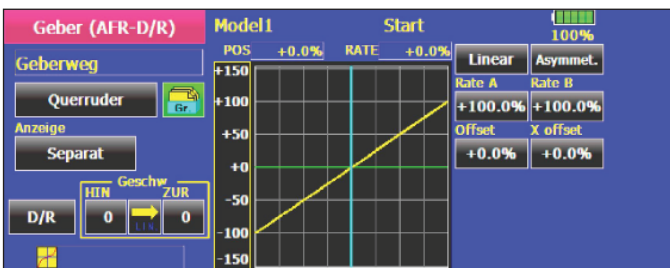 Geber (AFR-D/R)
Model1 Start
100%
Geberweg
POS +0.0% RATE +0.0%
Linear Asymmet.
Querruder Gr.
Rate A Rate B
+100.0% +100.0%
Offset X offset
+0.0% +0.0%
Anzeige
Separat
Geschw
HIN ZUR
D/R 0 LIN 0
+150
+100
+50
+0
-50
-100
-150